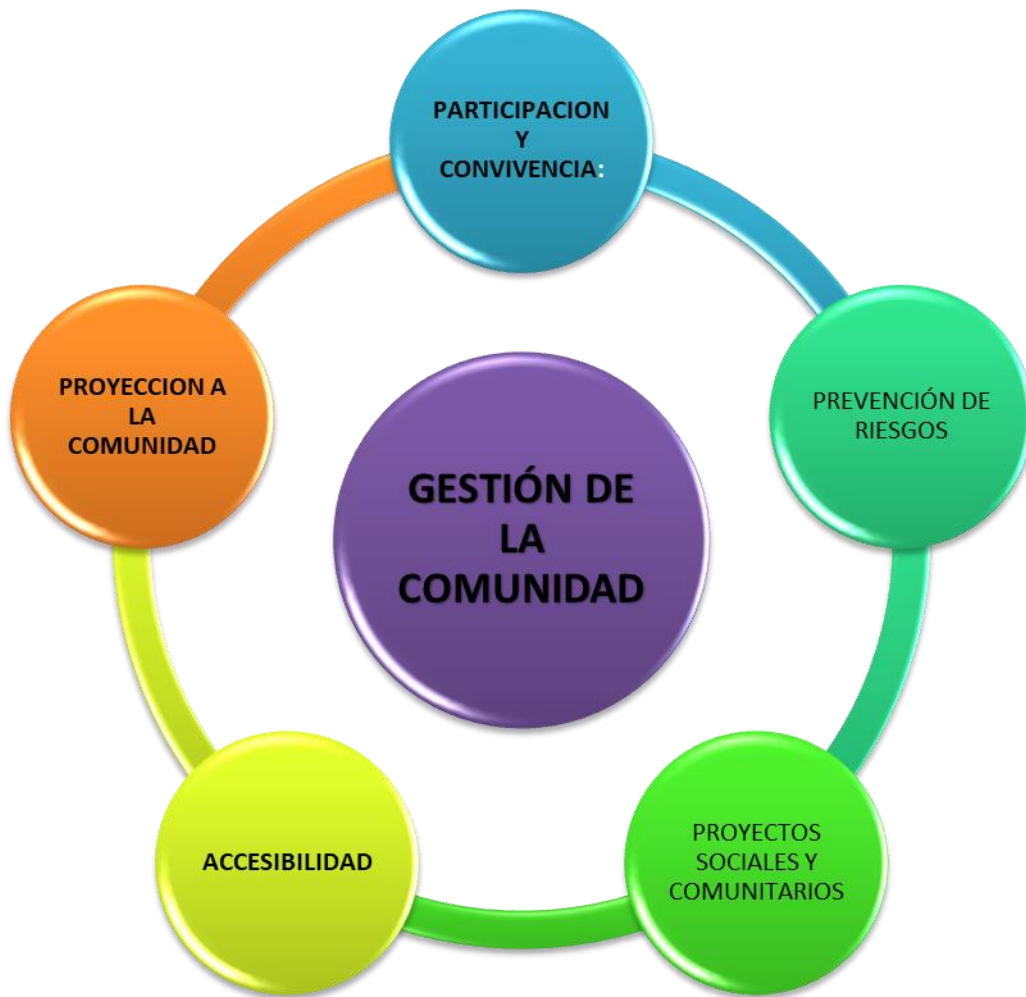 PARTICIPACION
Y
CONVIVENCIA:
PREVENCIÓN DE
RIESGOS
PROYECTOS
SOCIALES Y
COMUNITARIOS
ACCESIBILIDAD
PROYECCION A
LA
COMUNIDAD
GESTIÓN DE
LA
COMUNIDAD